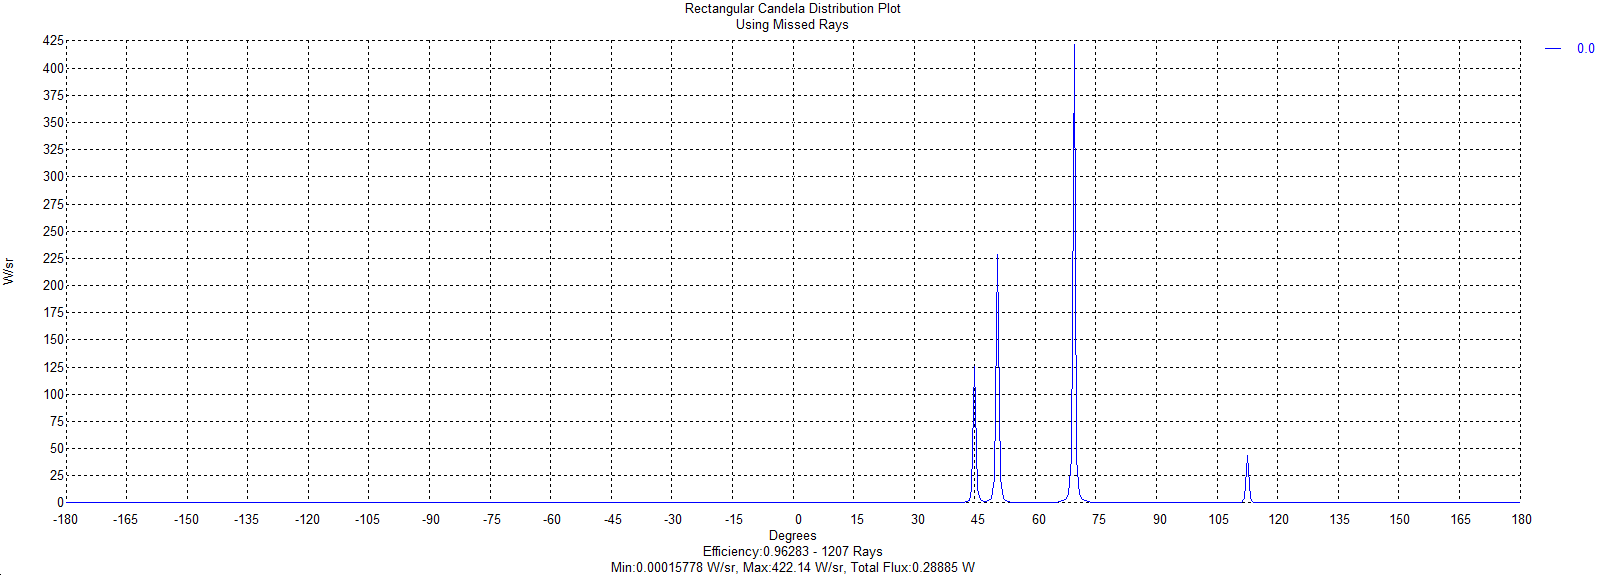 Rectangular Candela Distribution Plot
Using Missed Rays
0.0
425
400
375
350
325
300
275
250
225
200
175
150
125
100
75
50
25
0
W/sr
-180 -165 -150 -135 -120 -105 -90 -75 -60 -45 -30 -15 0 15 30 45 60 75 90 105 120 135 150 165 180
Degrees
Efficiency:0.96283 - 1207 Rays
Min:0.00015778 W/sr, Max:422.14 W/sr, Total Flux:0.28885 W